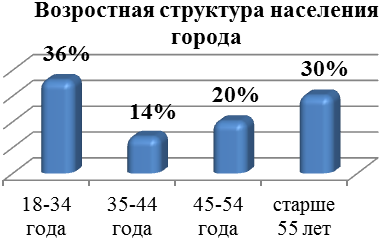 Возростная структура населения
города
36%
14%
20%
30%
18-34
года
35-44
года
45-54
года
старше
55 лет